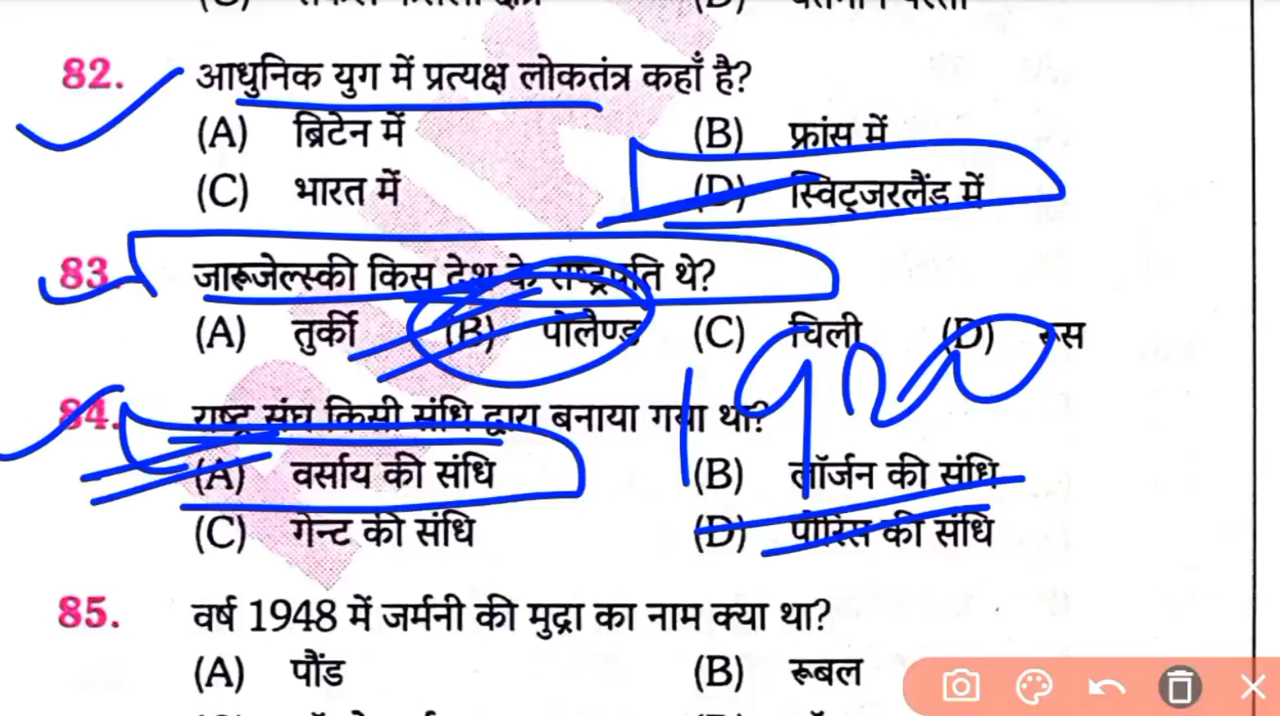 82. आधुनिक युग में प्रत्यक्ष लोकतंत्र कहाँ है?
(A) ब्रिटेन में (B) फ्रांस में
(C) भारत में (D) स्विट्जरलैंड में
83. जारूजेल्स्की किस देश के राष्ट्रपति थे?
(A) तुर्की (B) पोलैण्ड (C) चिली (D) रूस
1920
84. राष्ट्र संघ किसी संधि द्वारा बनाया गया था?
(A) वर्साय की संधि (B) लॉर्जन की संधि
(C) गेन्ट की संधि (D) पोरिस की संधि
85. वर्ष 1948 में जर्मनी की मुद्रा का नाम क्या था?
(A) पौंड (B) रूबल